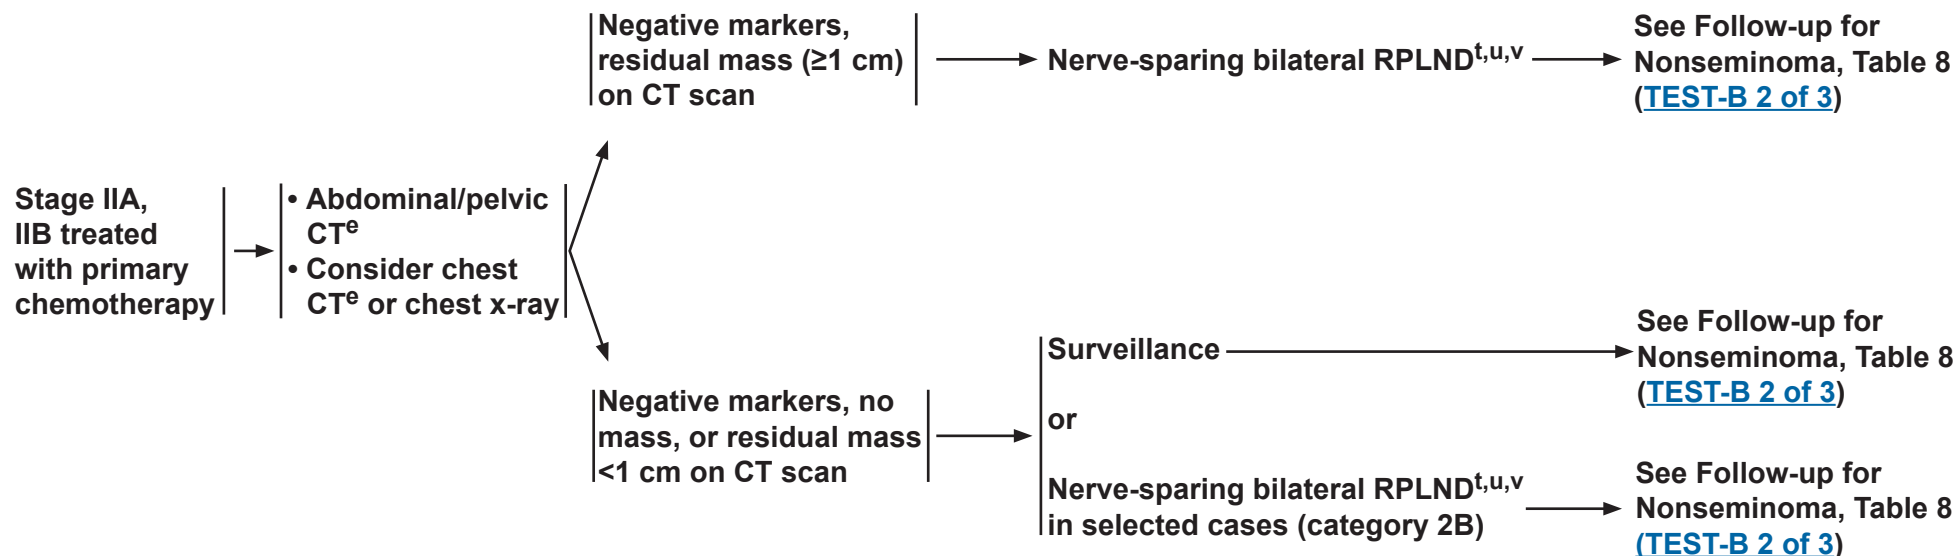 Stage IIA,
IIB treated
with primary
chemotherapy
• Abdominal/pelvic
CTᵉ
• Consider chest
CTᵉ or chest x-ray
Negative markers,
residual mass (≥1 cm)
on CT scan
Nerve-sparing bilateral RPLNDᵗ,ᵘ,ᵛ
See Follow-up for
Nonseminoma, Table 8
(TEST-B 2 of 3)
Negative markers, no
mass, or residual mass
<1 cm on CT scan
Surveillance
See Follow-up for
Nonseminoma, Table 8
(TEST-B 2 of 3)
or
Nerve-sparing bilateral RPLNDᵗ,ᵘ,ᵛ
in selected cases (category 2B)
See Follow-up for
Nonseminoma, Table 8
(TEST-B 2 of 3)